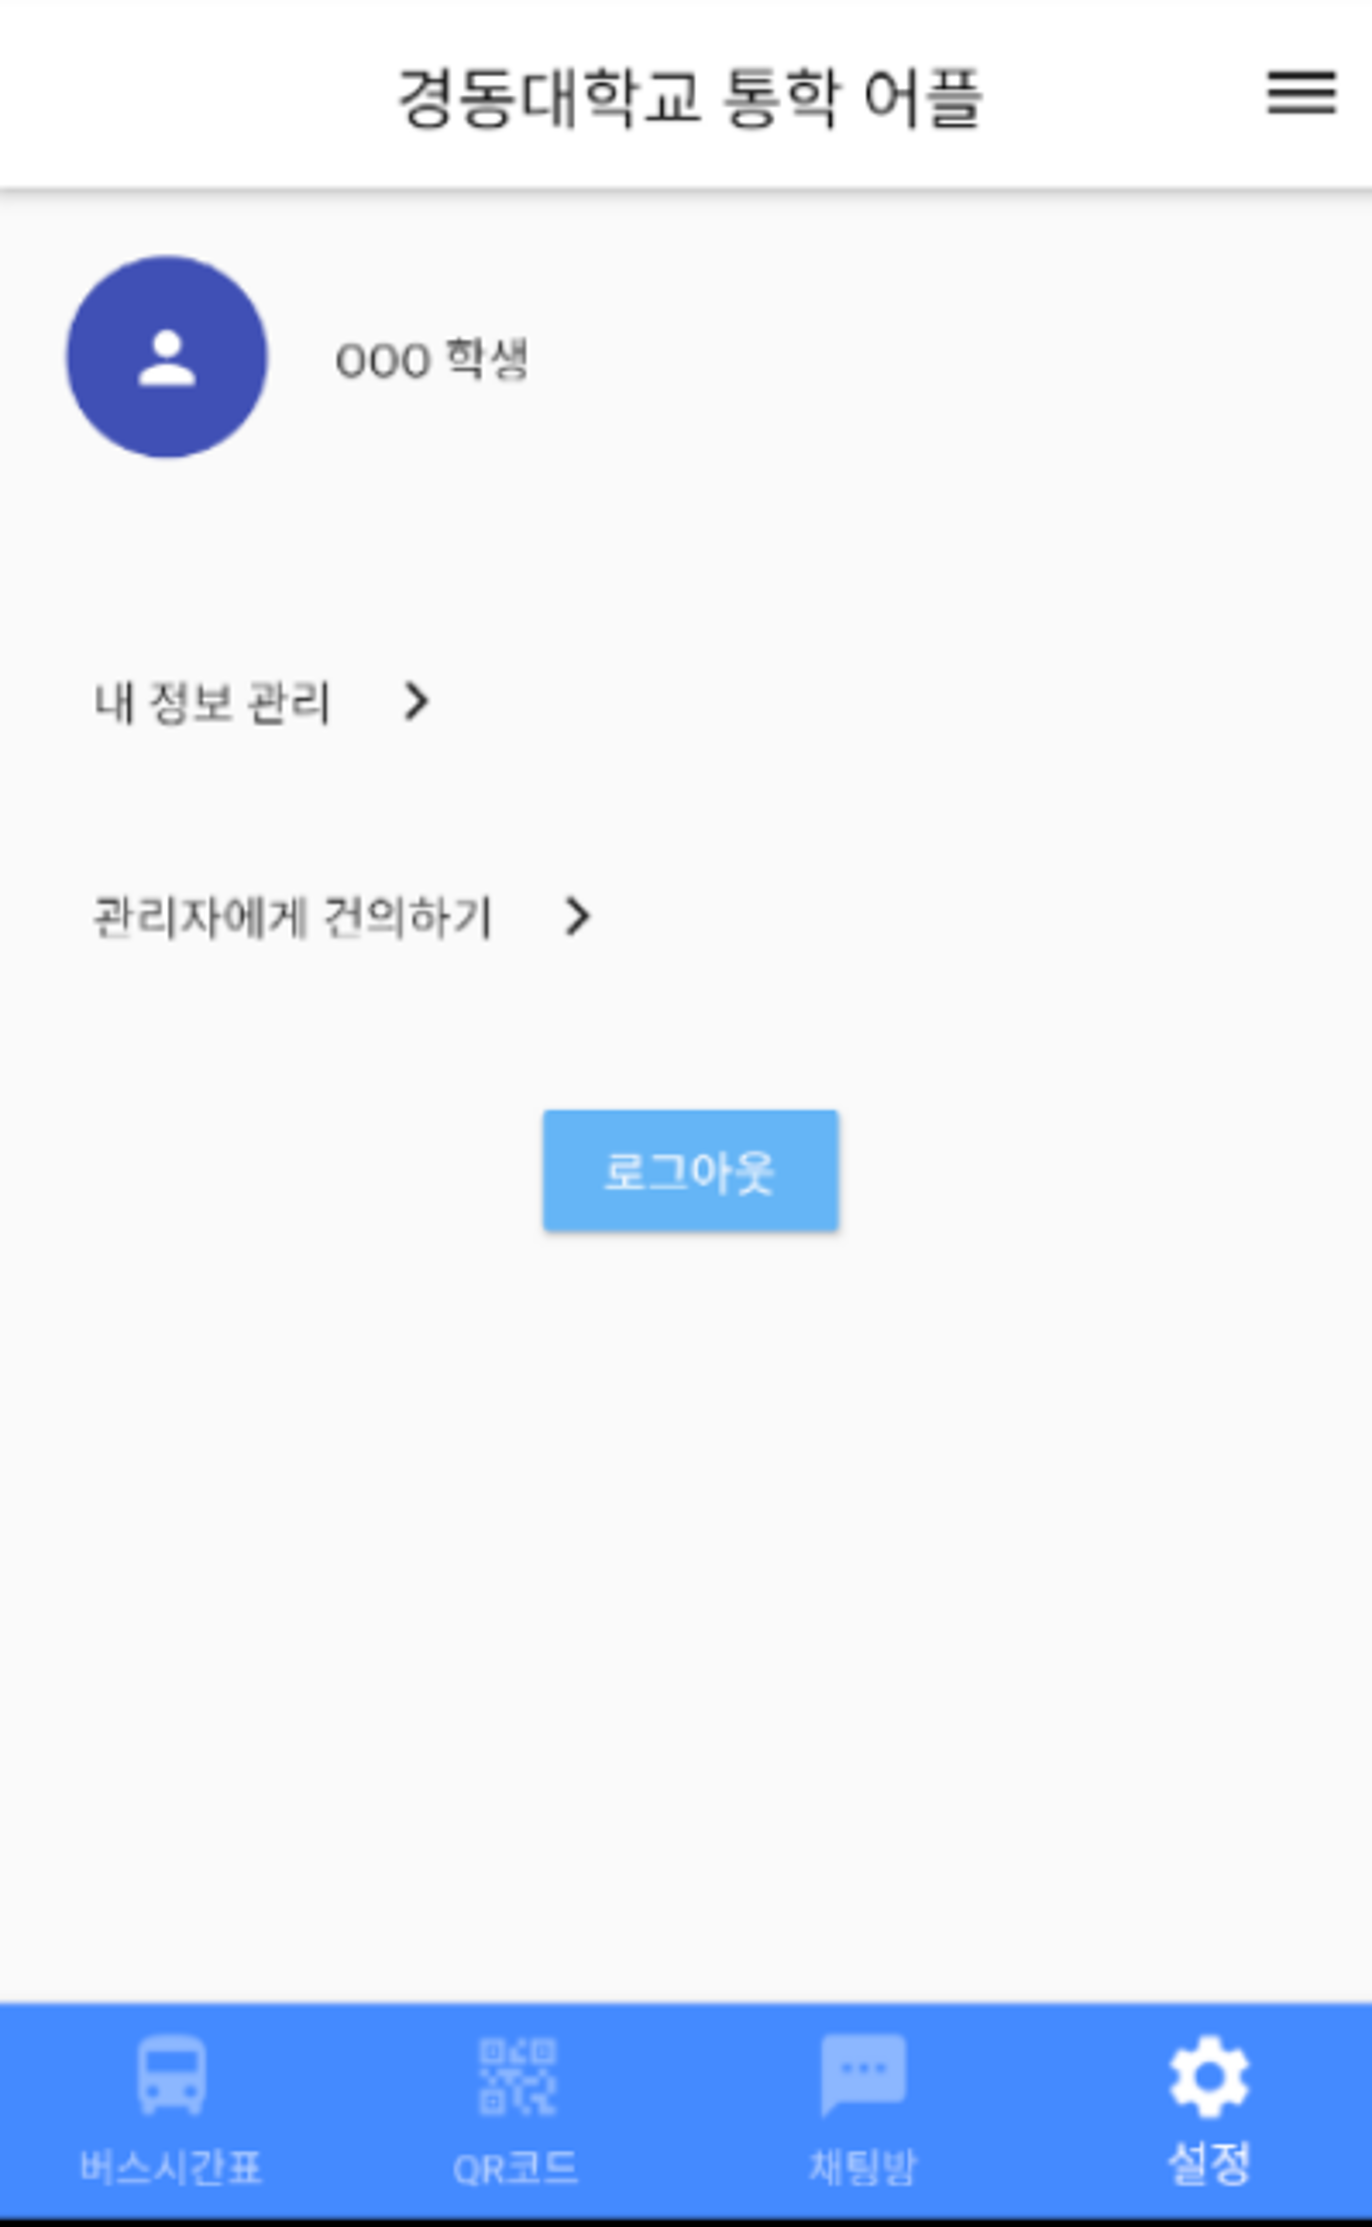 경동대학교 통학 어플
OOO 학생
내 정보 관리
관리자에게 건의하기
로그아웃
버스시간표
QR코드
채팅방
설정